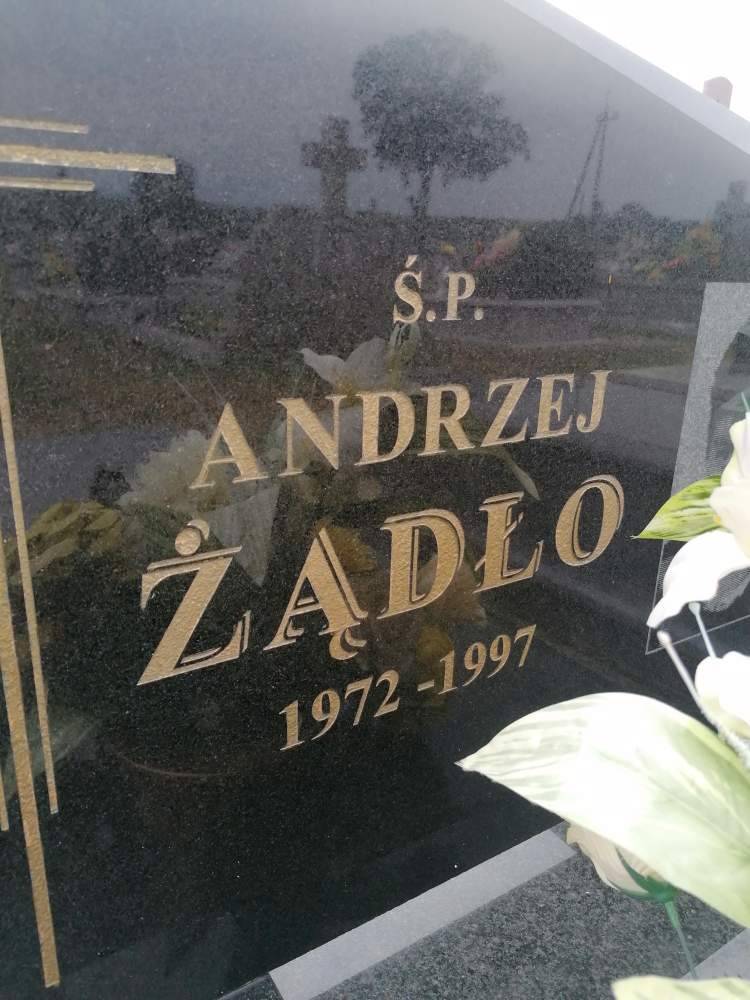 Ś.P.
ANDRZEJ
ŻĄDŁO
1972 -1997